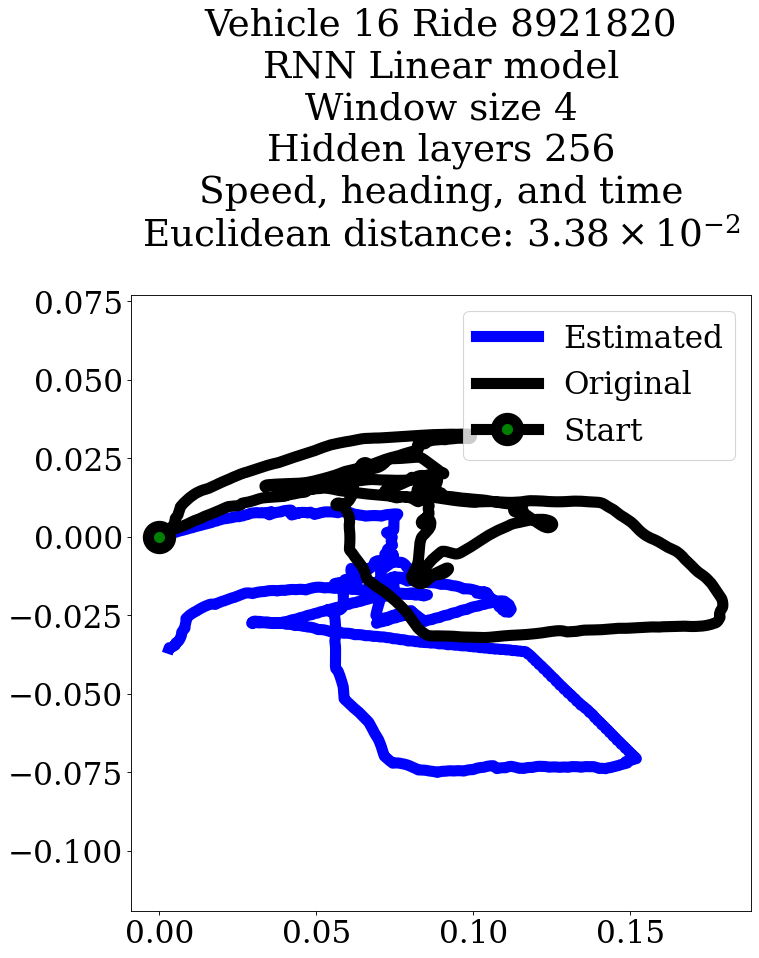 Vehicle 16 Ride 8921820
RNN Linear model
Window size 4
Hidden layers 256
Speed, heading, and time
Euclidean distance: 3.38 × 10⁻²
0.075
0.050
0.025
0.000
−0.025
−0.050
−0.075
−0.100
Estimated
Original
Start
0.00 0.05 0.10 0.15